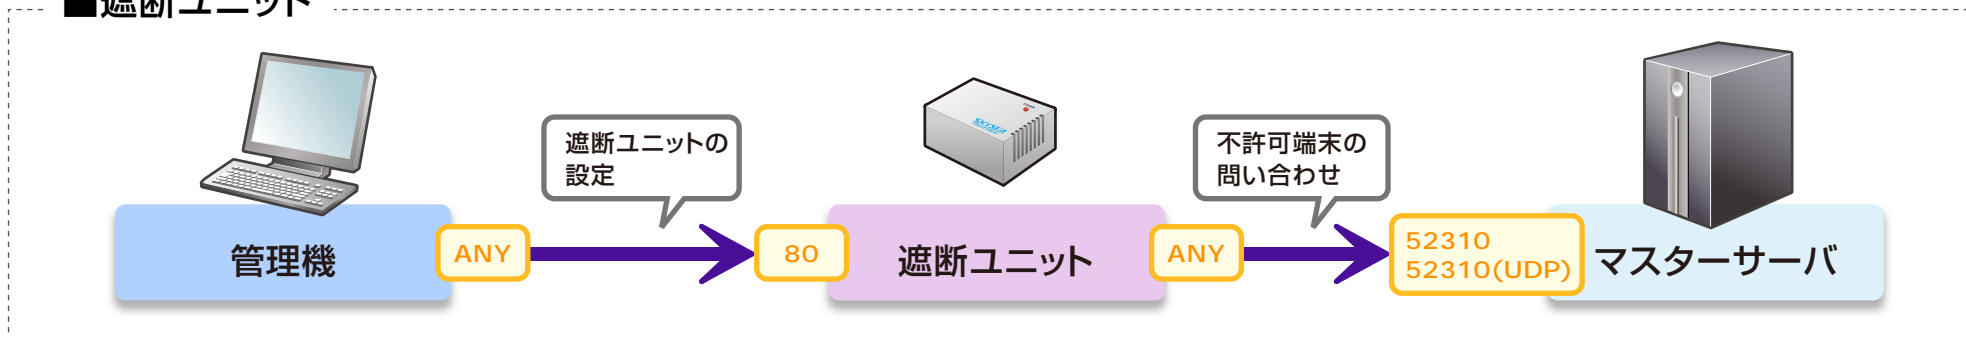 ■遮断ユニット
遮断ユニットの
設定
不許可端末の
問い合わせ
SKYSEA
管理機
ANY
80
遮断ユニット
ANY
52310
52310(UDP)
マスターサーバ